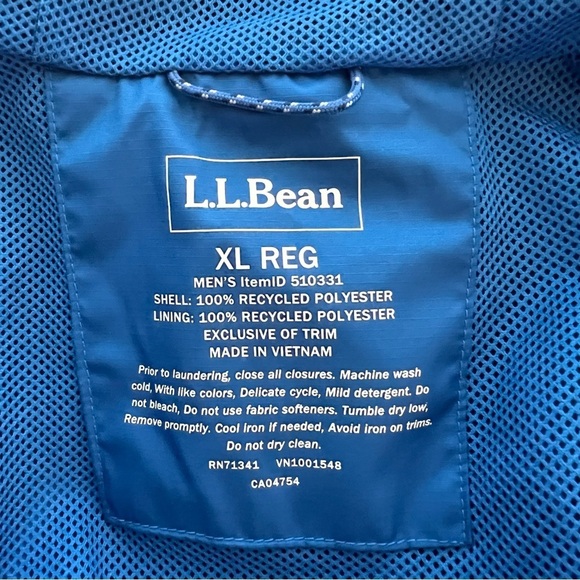 L.L.Bean
XL REG
MEN'S ItemID 510331
SHELL: 100% RECYCLED POLYESTER
LINING: 100% RECYCLED POLYESTER
EXCLUSIVE OF TRIM
MADE IN VIETNAM
Prior to laundering, close all closures. Machine wash
cold, With like colors, Delicate cycle, Mild detergent. Do
not bleach, Do not use fabric softeners. Tumble dry low,
Remove promptly. Cool iron if needed, Avoid iron on trims.
Do not dry clean.
RN71341 VN1001548
CA04754